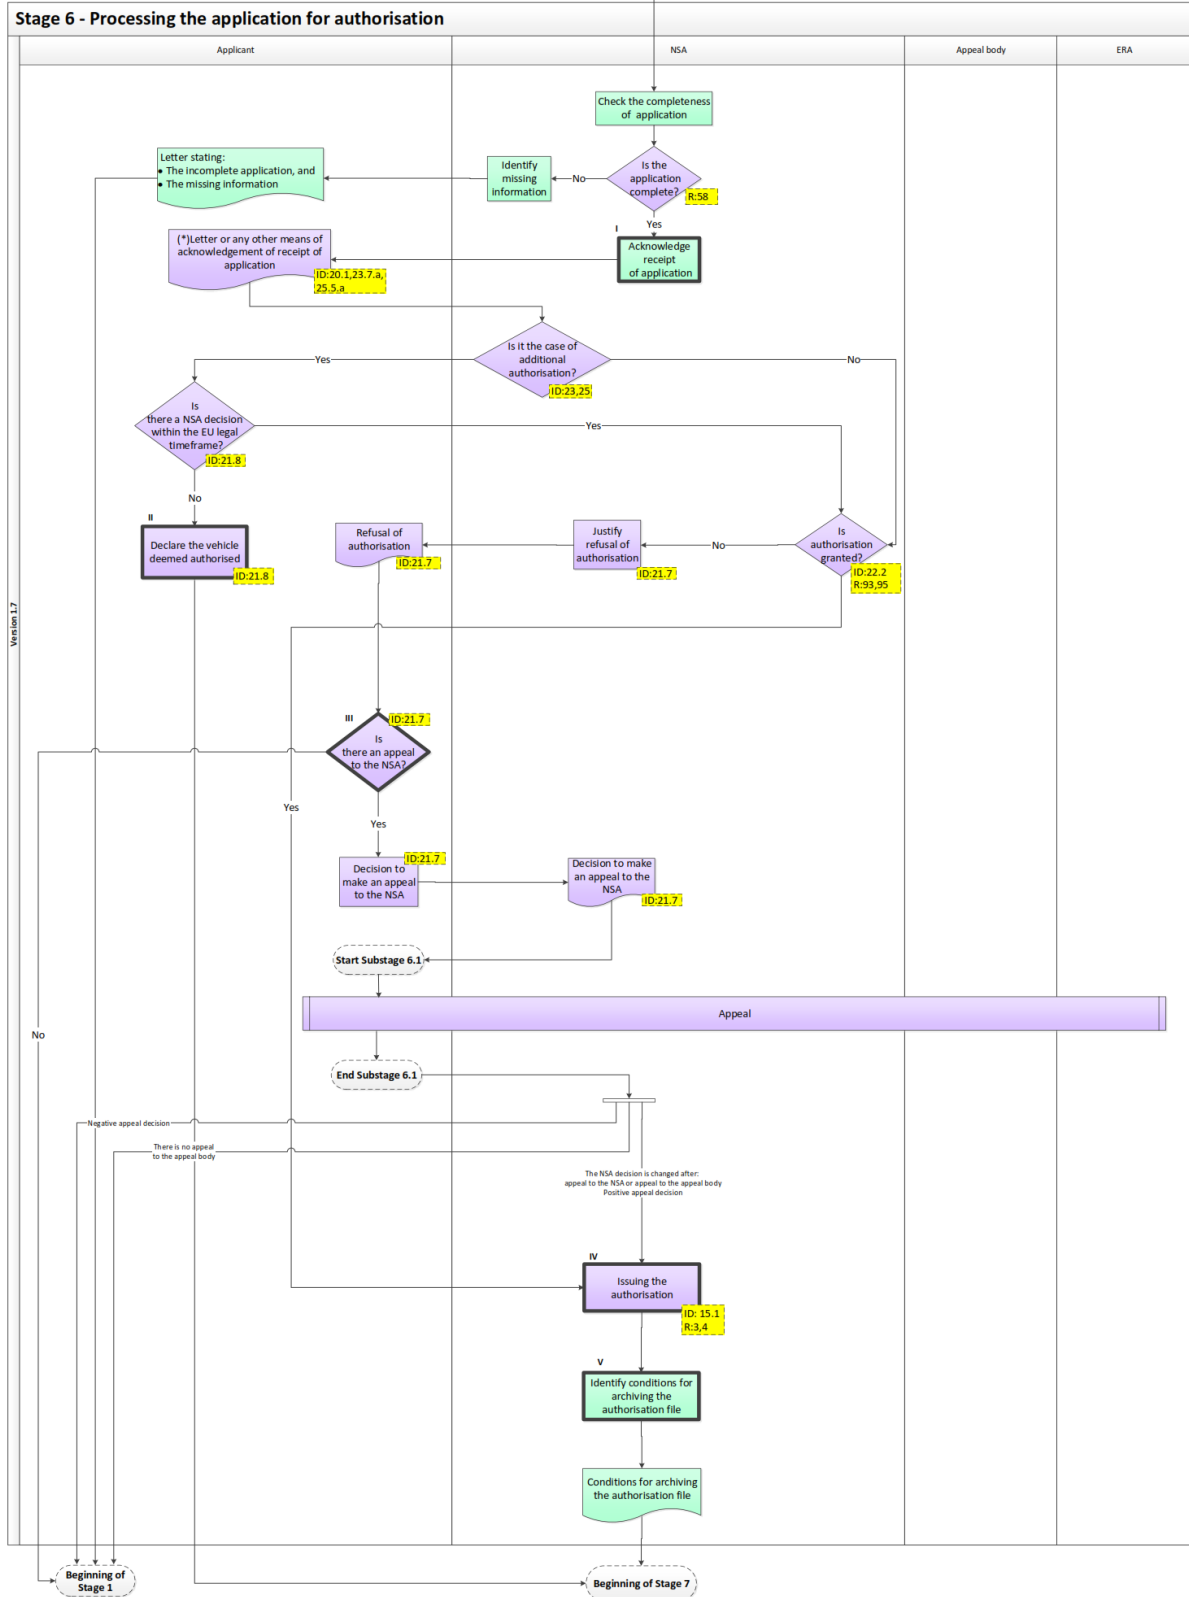 Stage 6 - Processing the application for authorisation
Applicant
NSA
Appeal body
ERA
Version 1.7
Check the completeness
of application
Is the
application
complete?
R:58
No
Identify
missing
information
Letter stating:
• The incomplete application, and
• The missing information
Yes
I
Acknowledge
receipt
of application
(*)Letter or any other means of
acknowledgement of receipt of
application
ID:20.1,23.7.a,
25.5.a
Is it the case of
additional
authorisation?
ID:23,25
Yes
No
Is
there a NSA decision
within the EU legal
timeframe?
ID:21.8
Yes
No
II
Declare the vehicle
deemed authorised
ID:21.8
Refusal of
authorisation
ID:21.7
Justify
refusal of
authorisation
ID:21.7
No
Is
authorisation
granted?
ID:22.2
R:93,95
III
ID:21.7
Is
there an appeal
to the NSA?
Yes
Yes
ID:21.7
Decision to
make an appeal
to the NSA
Decision to make
an appeal to the
NSA
ID:21.7
Start Substage 6.1
Appeal
No
End Substage 6.1
Negative appeal decision
There is no appeal
to the appeal body
The NSA decision is changed after:
appeal to the NSA or appeal to the appeal body
Positive appeal decision
IV
Issuing the
authorisation
ID: 15.1
R:3,4
V
Identify conditions for
archiving the
authorisation file
Conditions for archiving
the authorisation file
Beginning of
Stage 1
Beginning of Stage 7